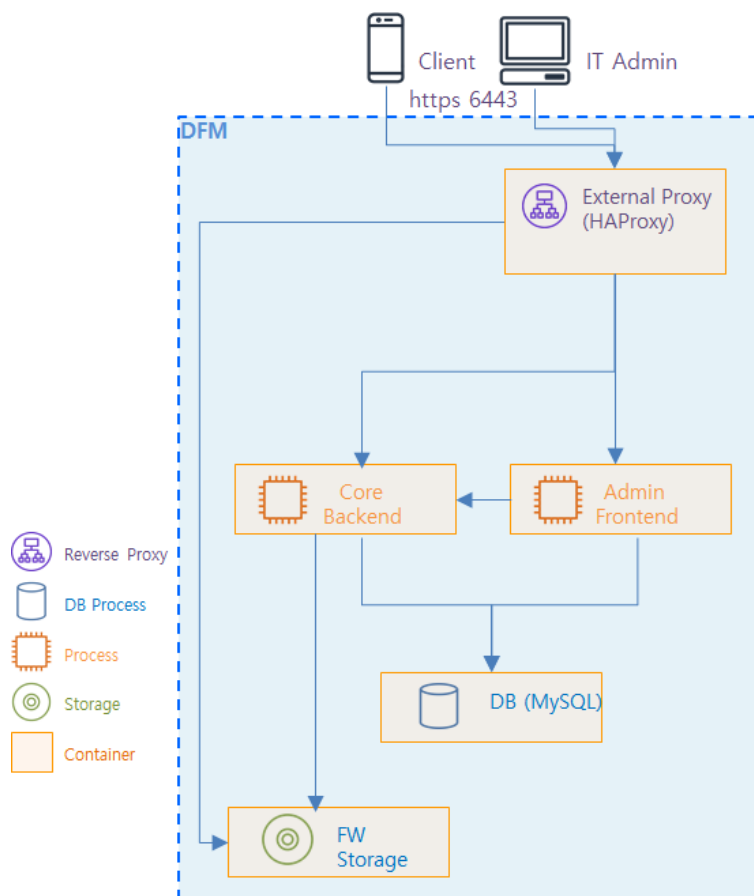 Client
IT Admin
https 6443
DFM
External Proxy
(HAProxy)
Core
Backend
Admin
Frontend
Reverse Proxy
DB Process
Process
Storage
Container
DB (MySQL)
FW
Storage